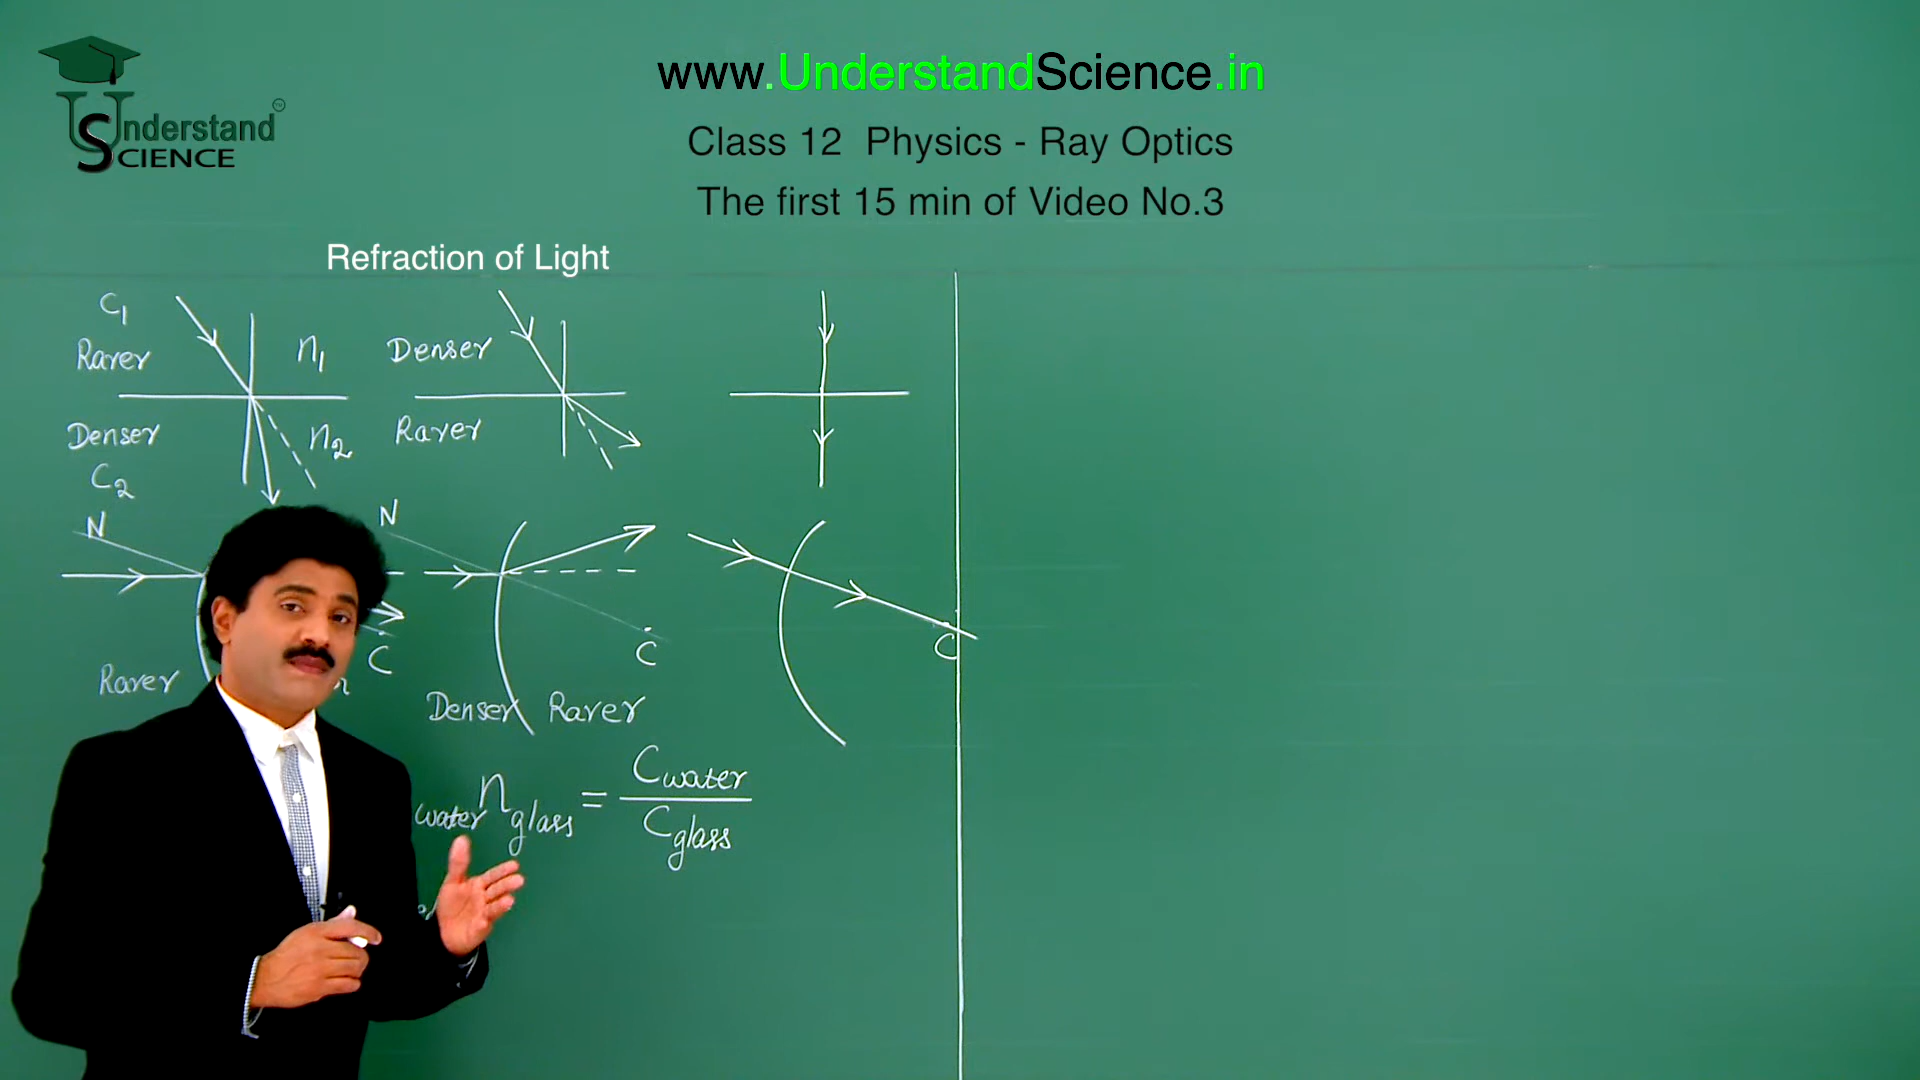 Understand
SCIENCE
TM
www.UnderstandScience.in
Class 12 Physics - Ray Optics
The first 15 min of Video No.3
Refraction of Light
C1
Rarer n1
Denser n2
C2
Denser
Rarer
N
C
Rarer
N
C
Denser Rarer
C
water n glass = C water / C glass